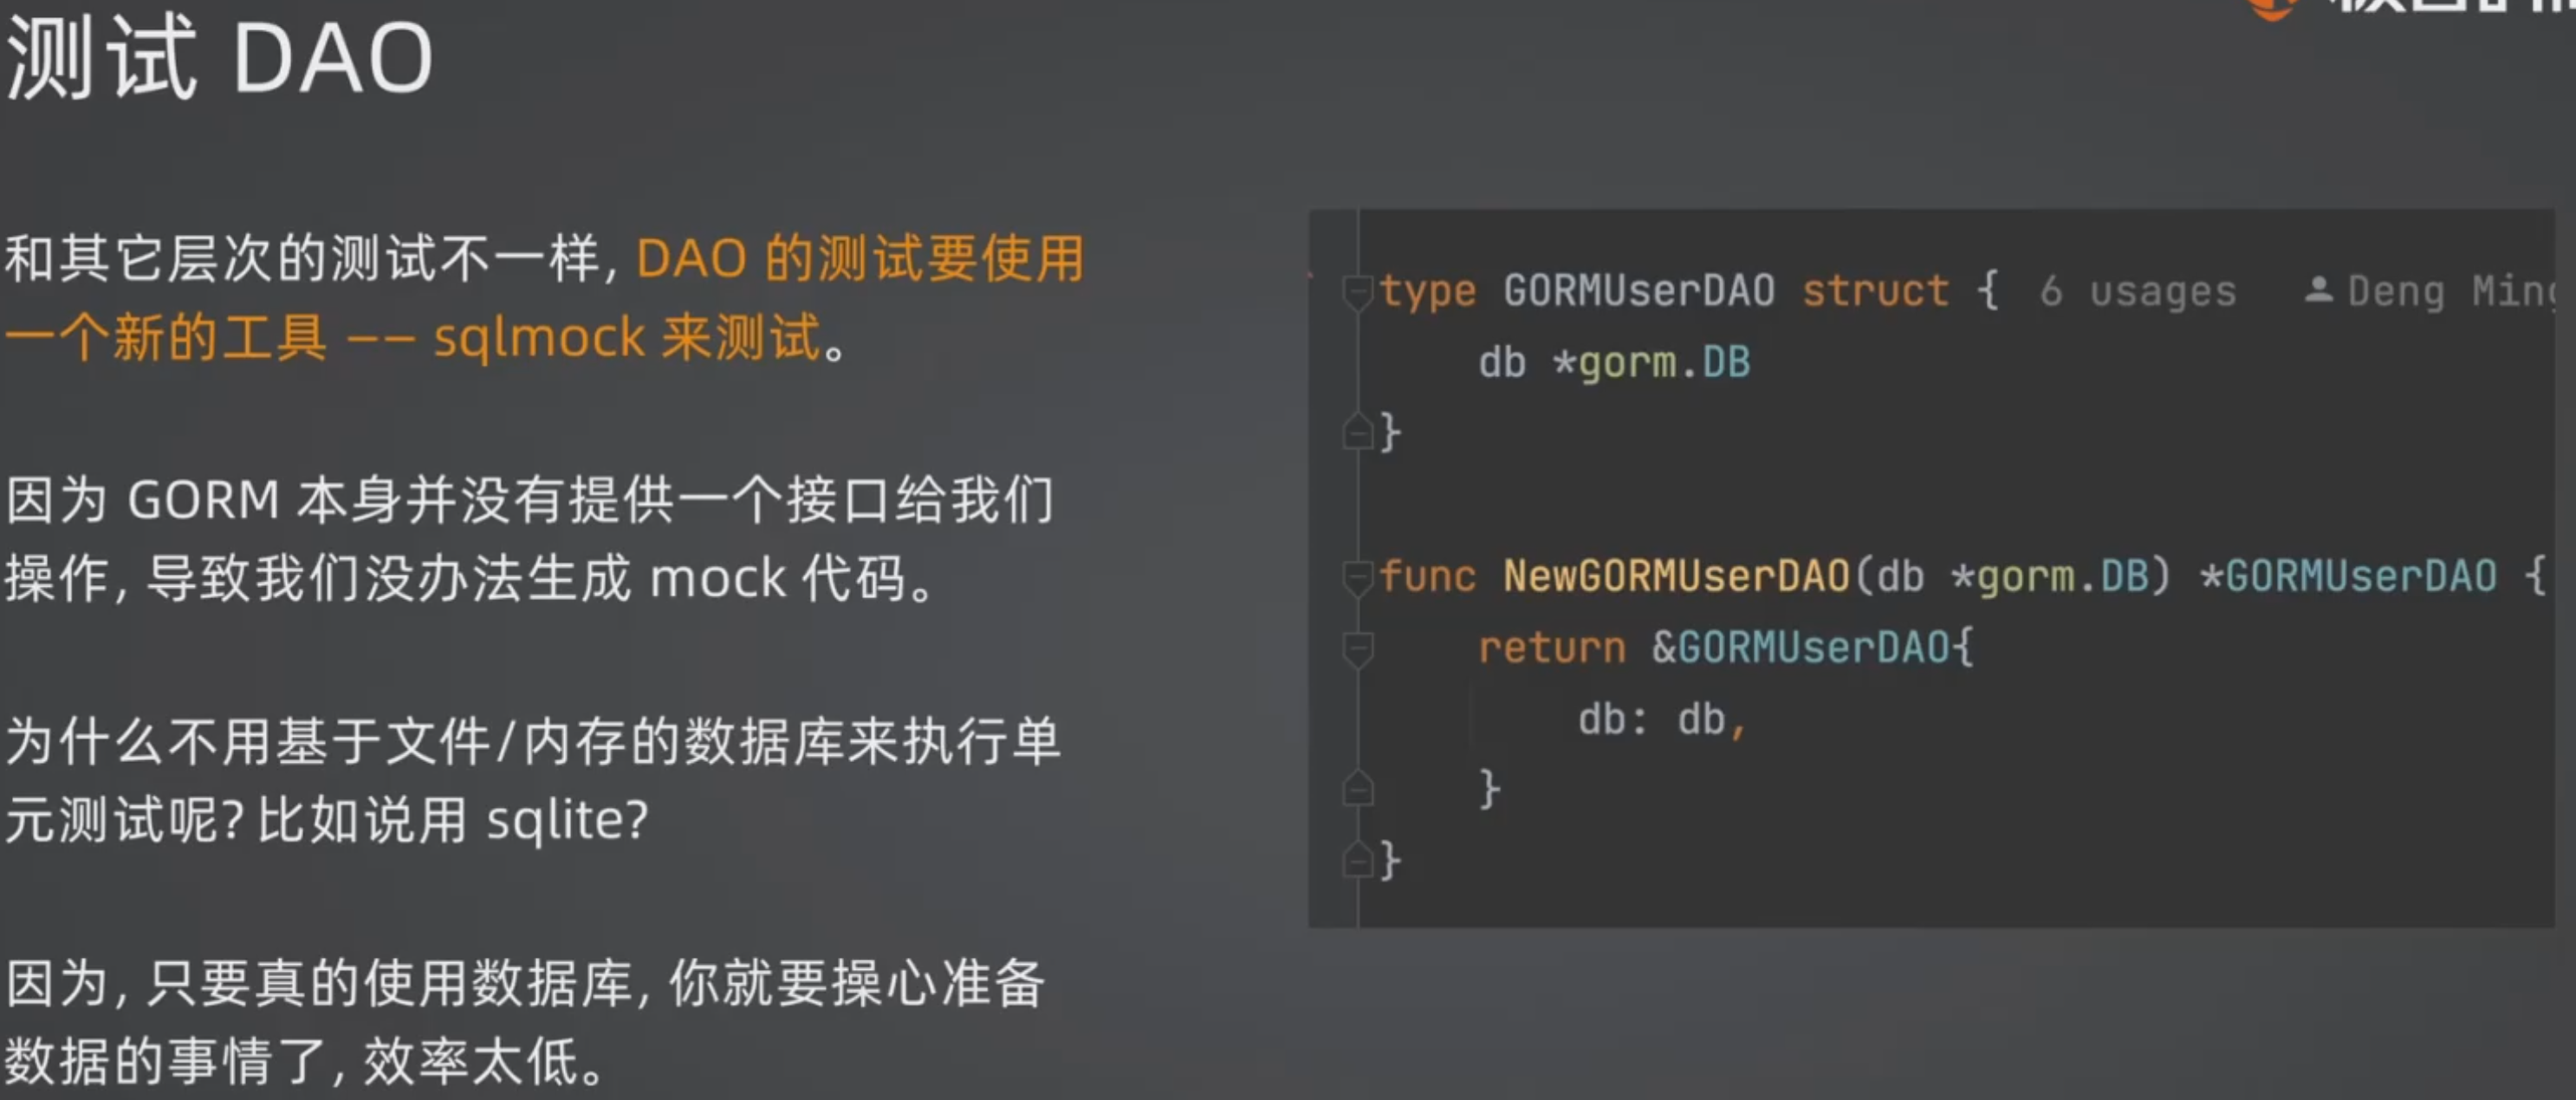 测试 DAO
和其它层次的测试不一样, DAO 的测试要使用
一个新的工具 —— sqlmock 来测试。
因为 GORM 本身并没有提供一个接口给我们
操作, 导致我们没办法生成 mock 代码。
为什么不用基于文件/内存的数据库来执行单
元测试呢? 比如说用 sqlite?
因为, 只要真的使用数据库, 你就要操心准备
数据的事情了, 效率太低。
type GORMUserDAO struct { 6 usages Deng Ming
db *gorm.DB
}
func NewGORMUserDAO(db *gorm.DB) *GORMUserDAO {
return &GORMUserDAO{
db: db,
}
}